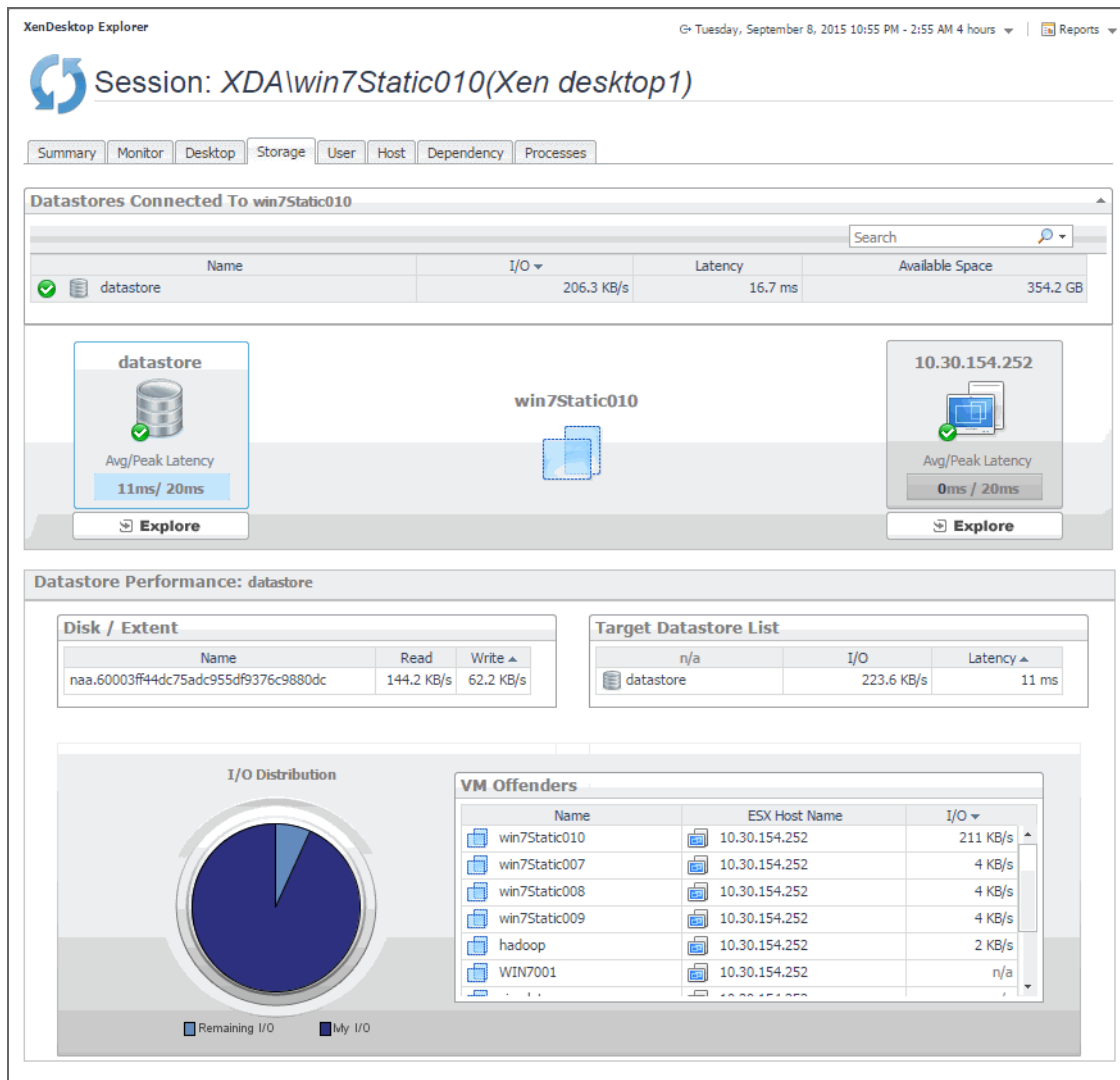 XenDesktop Explorer
Tuesday, September 8, 2015 10:55 PM - 2:55 AM 4 hours | Reports
Session: XDA\win7Static010(Xen desktop1)
Summary Monitor Desktop Storage User Host Dependency Processes
Datastores Connected To win7Static010
Search
Name I/O Latency Available Space
datastore 206.3 KB/s 16.7 ms 354.2 GB
datastore
Avg/Peak Latency
11ms/ 20ms
Explore
win7Static010
10.30.154.252
Avg/Peak Latency
0ms / 20ms
Explore
Datastore Performance: datastore
Disk / Extent
Name Read Write
naa.60003ff44dc75adc955df9376c9880dc 144.2 KB/s 62.2 KB/s
Target Datastore List
n/a I/O Latency
datastore 223.6 KB/s 11 ms
I/O Distribution
Remaining I/O My I/O
VM Offenders
Name ESX Host Name I/O
win7Static010 10.30.154.252 211 KB/s
win7Static007 10.30.154.252 4 KB/s
win7Static008 10.30.154.252 4 KB/s
win7Static009 10.30.154.252 4 KB/s
hadoop 10.30.154.252 2 KB/s
WIN7001 10.30.154.252 n/a